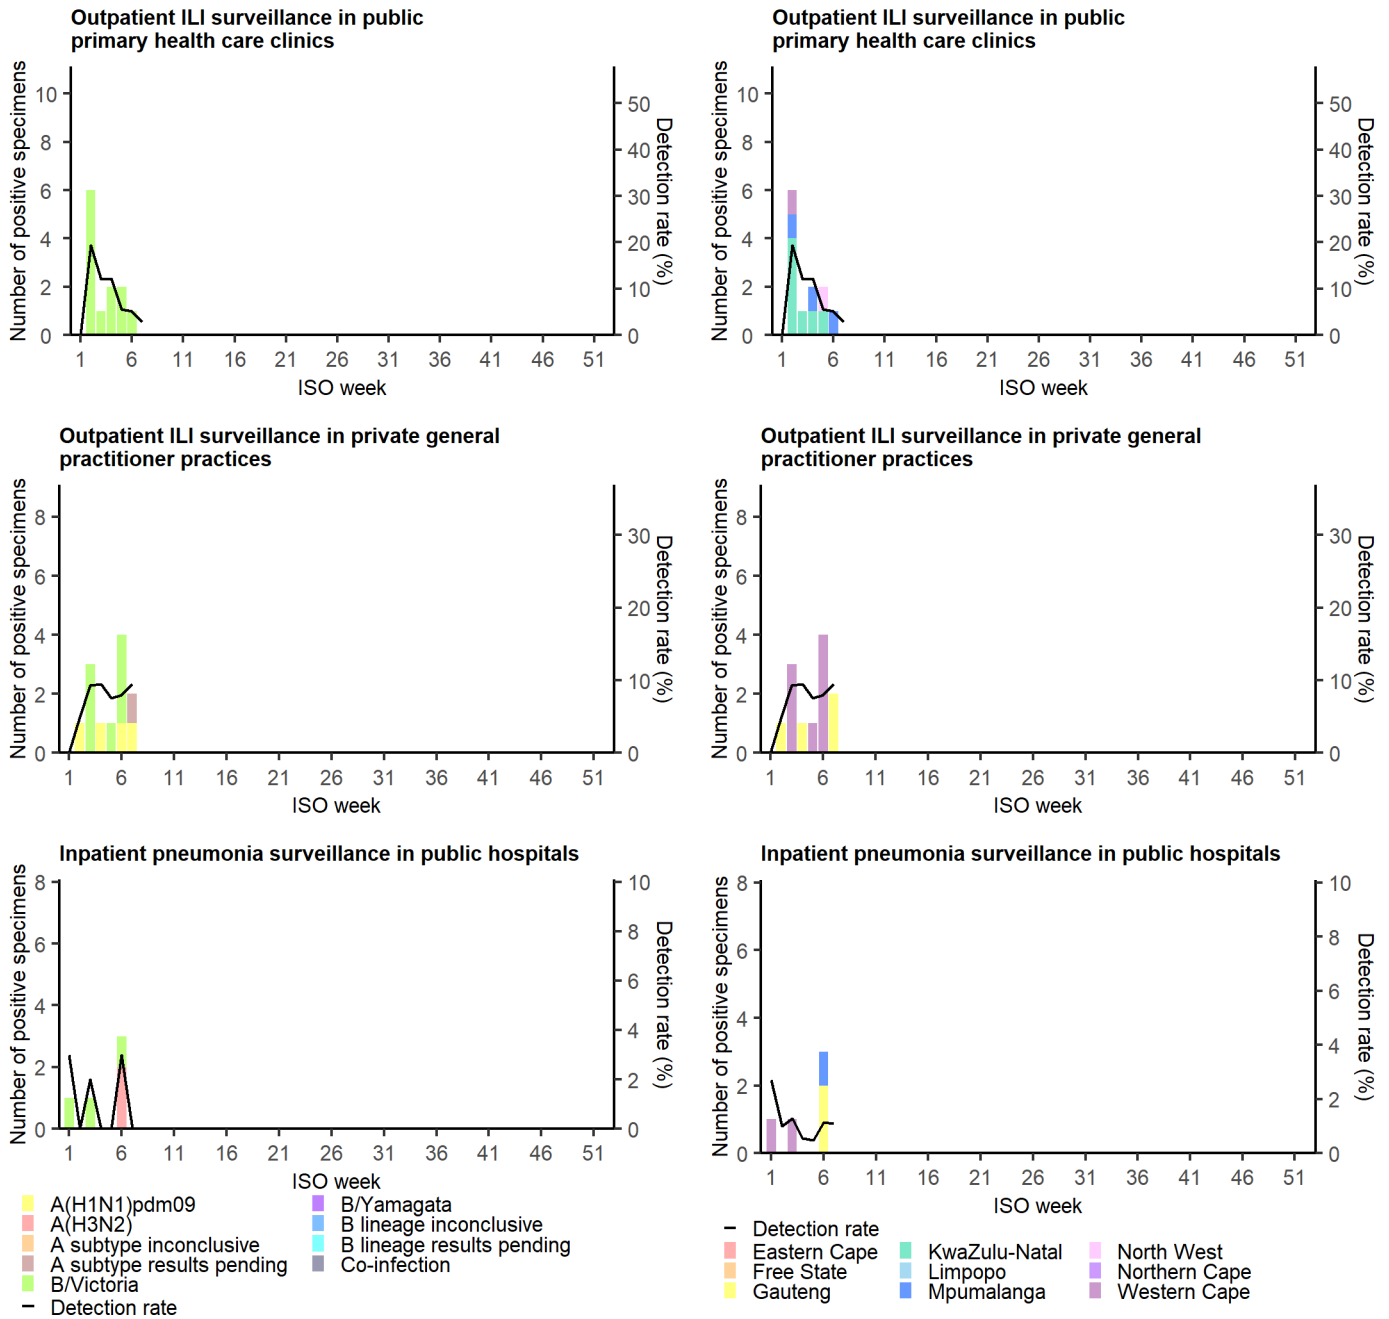 Outpatient ILI surveillance in public
primary health care clinics
Number of positive specimens
10
8
6
4
2
0
50
40
30
20
10
0
Detection rate (%)
1 6 11 16 21 26 31 36 41 46 51
ISO week
Outpatient ILI surveillance in public
primary health care clinics
Number of positive specimens
10
8
6
4
2
0
50
40
30
20
10
0
Detection rate (%)
1 6 11 16 21 26 31 36 41 46 51
ISO week
Outpatient ILI surveillance in private general
practitioner practices
Number of positive specimens
8
6
4
2
0
30
20
10
0
Detection rate (%)
1 6 11 16 21 26 31 36 41 46 51
ISO week
Outpatient ILI surveillance in private general
practitioner practices
Number of positive specimens
8
6
4
2
0
30
20
10
0
Detection rate (%)
1 6 11 16 21 26 31 36 41 46 51
ISO week
Inpatient pneumonia surveillance in public hospitals
Number of positive specimens
8
6
4
2
0
10
8
6
4
2
0
Detection rate (%)
1 6 11 16 21 26 31 36 41 46 51
ISO week
A(H1N1)pdm09
A(H3N2)
A subtype inconclusive
A subtype results pending
B/Victoria
Detection rate
B/Yamagata
B lineage inconclusive
B lineage results pending
Co-infection
Inpatient pneumonia surveillance in public hospitals
Number of positive specimens
8
6
4
2
0
10
8
6
4
2
0
Detection rate (%)
1 6 11 16 21 26 31 36 41 46 51
ISO week
Detection rate
Eastern Cape
Free State
Gauteng
KwaZulu-Natal
Limpopo
Mpumalanga
North West
Northern Cape
Western Cape